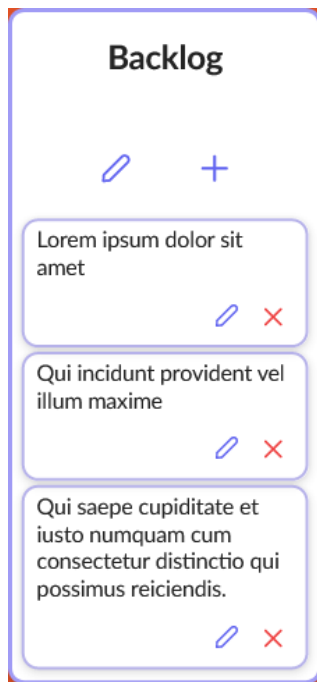 Backlog
Lorem ipsum dolor sit
amet
Qui incidunt provident vel
illum maxime
Qui saepe cupiditate et
iusto numquam cum
consectetur distinctio qui
possimus reiciendis.